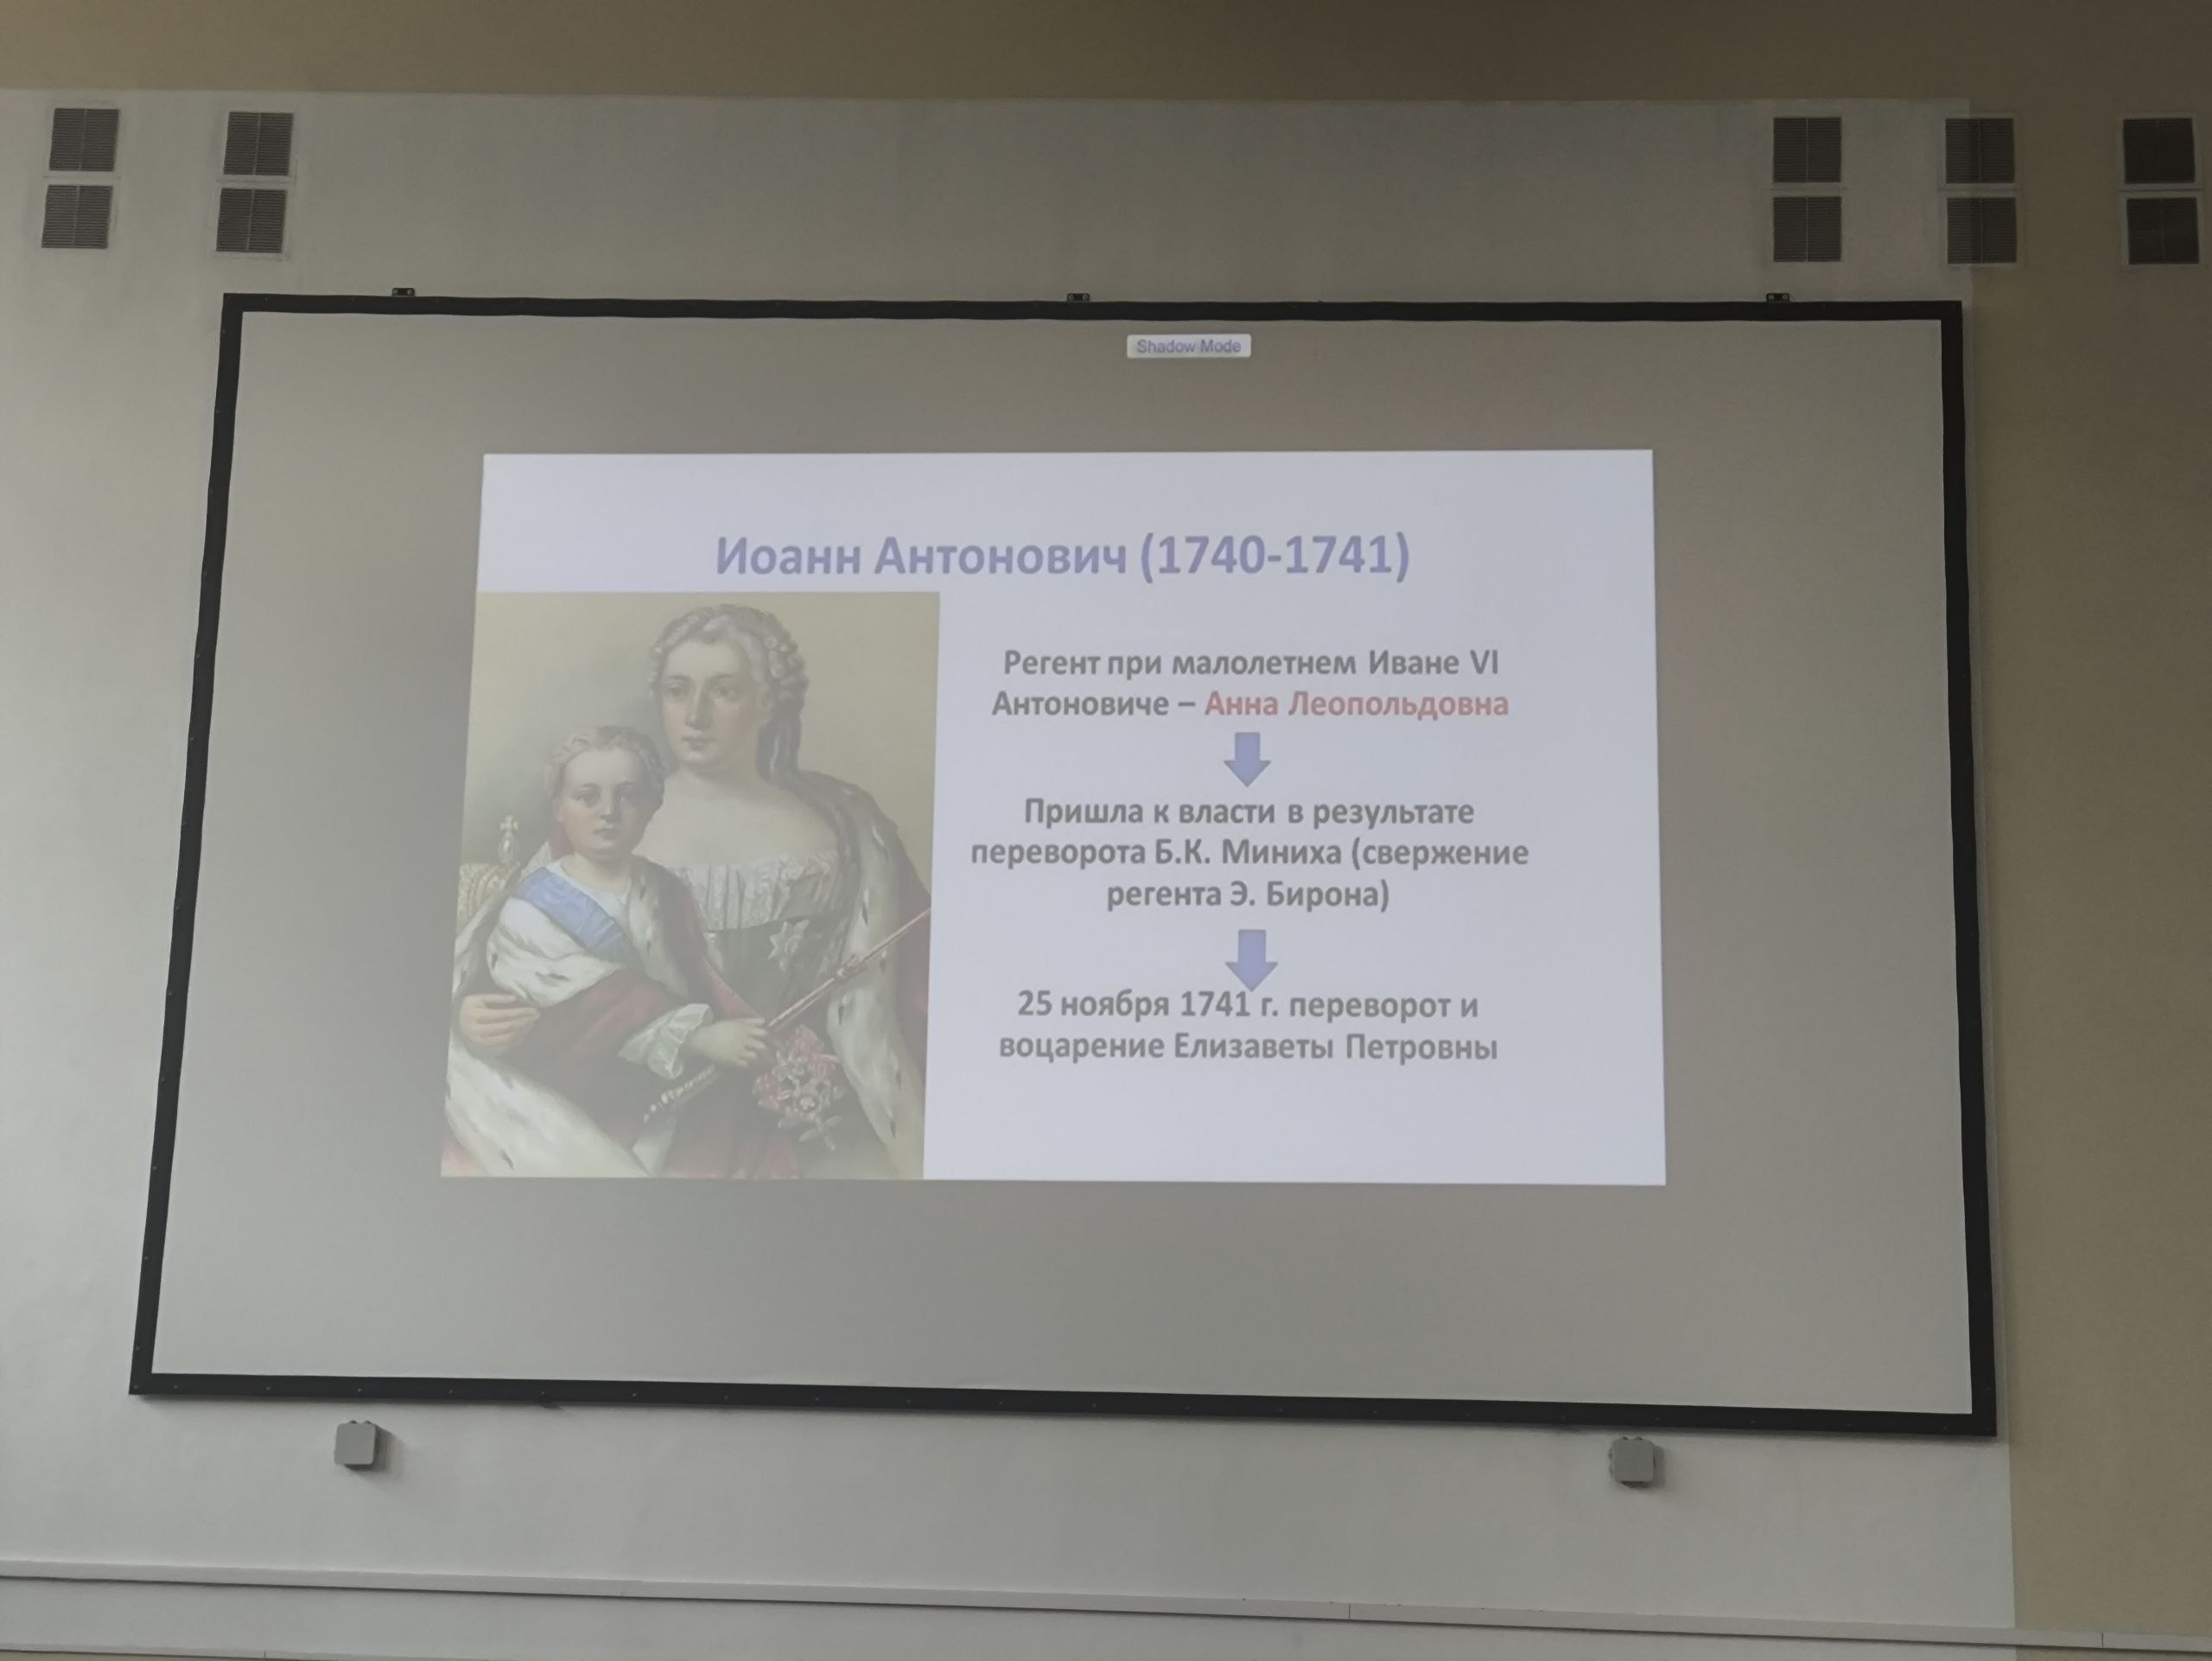 Shadow Mode
Иоанн Антонович (1740-1741)
Регент при малолетнем Иване VI
Антоновиче – Анна Леопольдовна
Пришла к власти в результате
переворота Б.К. Миниха (свержение
регента Э. Бирона)
25 ноября 1741 г. переворот и
воцарение Елизаветы Петровны